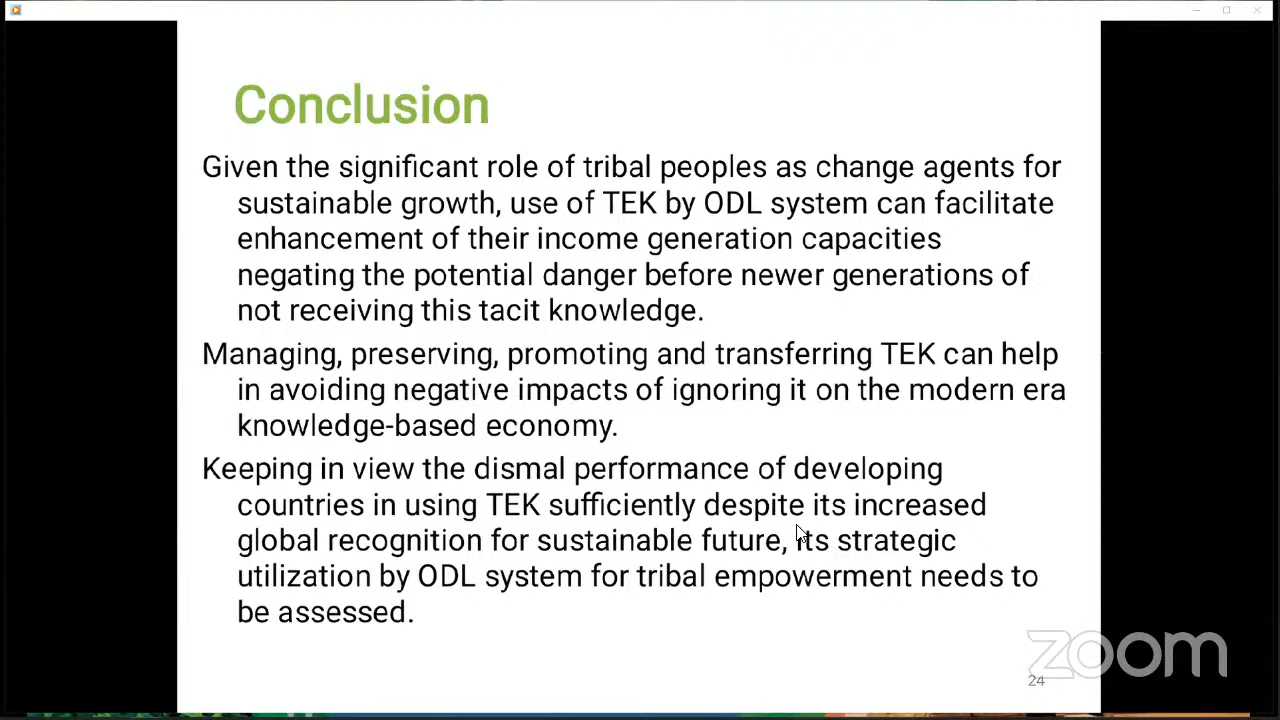 Conclusion
Given the significant role of tribal peoples as change agents for
sustainable growth, use of TEK by ODL system can facilitate
enhancement of their income generation capacities
negating the potential danger before newer generations of
not receiving this tacit knowledge.
Managing, preserving, promoting and transferring TEK can help
in avoiding negative impacts of ignoring it on the modern era
knowledge-based economy.
Keeping in view the dismal performance of developing
countries in using TEK sufficiently despite its increased
global recognition for sustainable future, its strategic
utilization by ODL system for tribal empowerment needs to
be assessed.
zoom
24